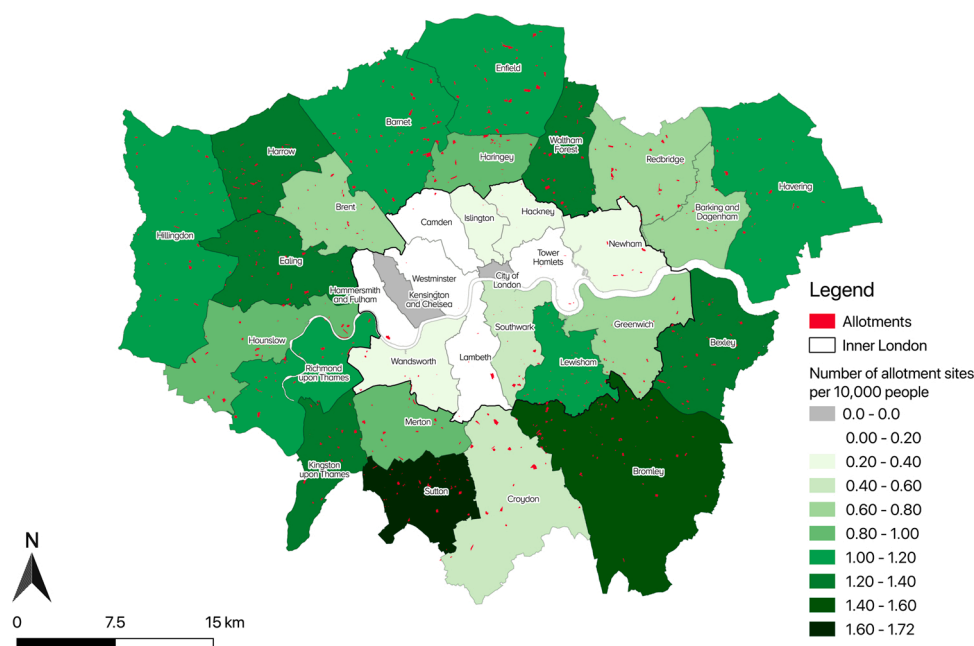 Enfield
Barnet
Waltham
Forest
Harrow
Haringey
Redbridge
Havering
Brent
Barking and
Dagenham
Camden
Islington
Hackney
Hillingdon
Newham
Ealing
Tower
Hamlets
Westminster
City of
London
Hammersmith
and Fulham
Kensington
and Chelsea
Southwark
Greenwich
Hounslow
Bexley
Richmond
upon Thames
Wandsworth
Lambeth
Lewisham
Merton
Kingston
upon Thames
Sutton
Croydon
Bromley
Legend
Allotments
Inner London
Number of allotment sites
per 10,000 people
0.0 - 0.0
0.00 - 0.20
0.20 - 0.40
0.40 - 0.60
0.60 - 0.80
0.80 - 1.00
1.00 - 1.20
1.20 - 1.40
1.40 - 1.60
1.60 - 1.72
N
0 7.5 15 km